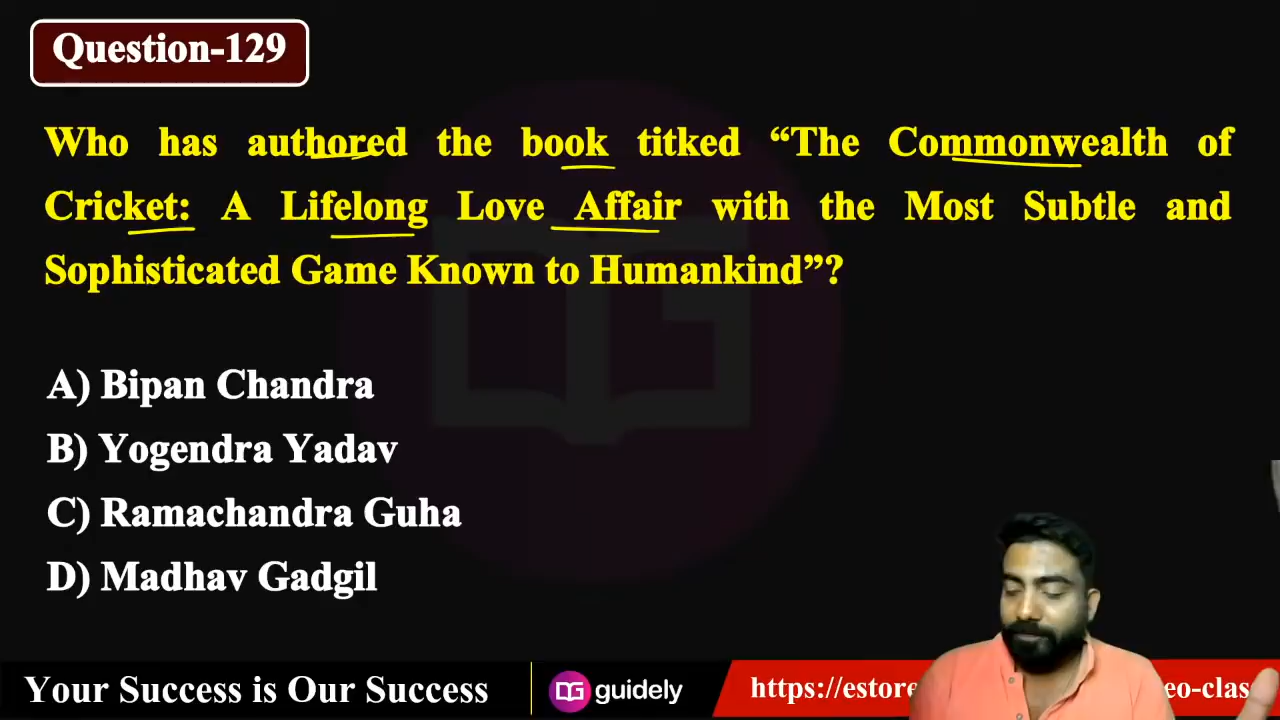 Question-129
Who has authored the book titked “The Commonwealth of
Cricket: A Lifelong Love Affair with the Most Subtle and
Sophisticated Game Known to Humankind”?
A) Bipan Chandra
B) Yogendra Yadav
C) Ramachandra Guha
D) Madhav Gadgil
Your Success is Our Success
guidely
https://estore
eo-clas